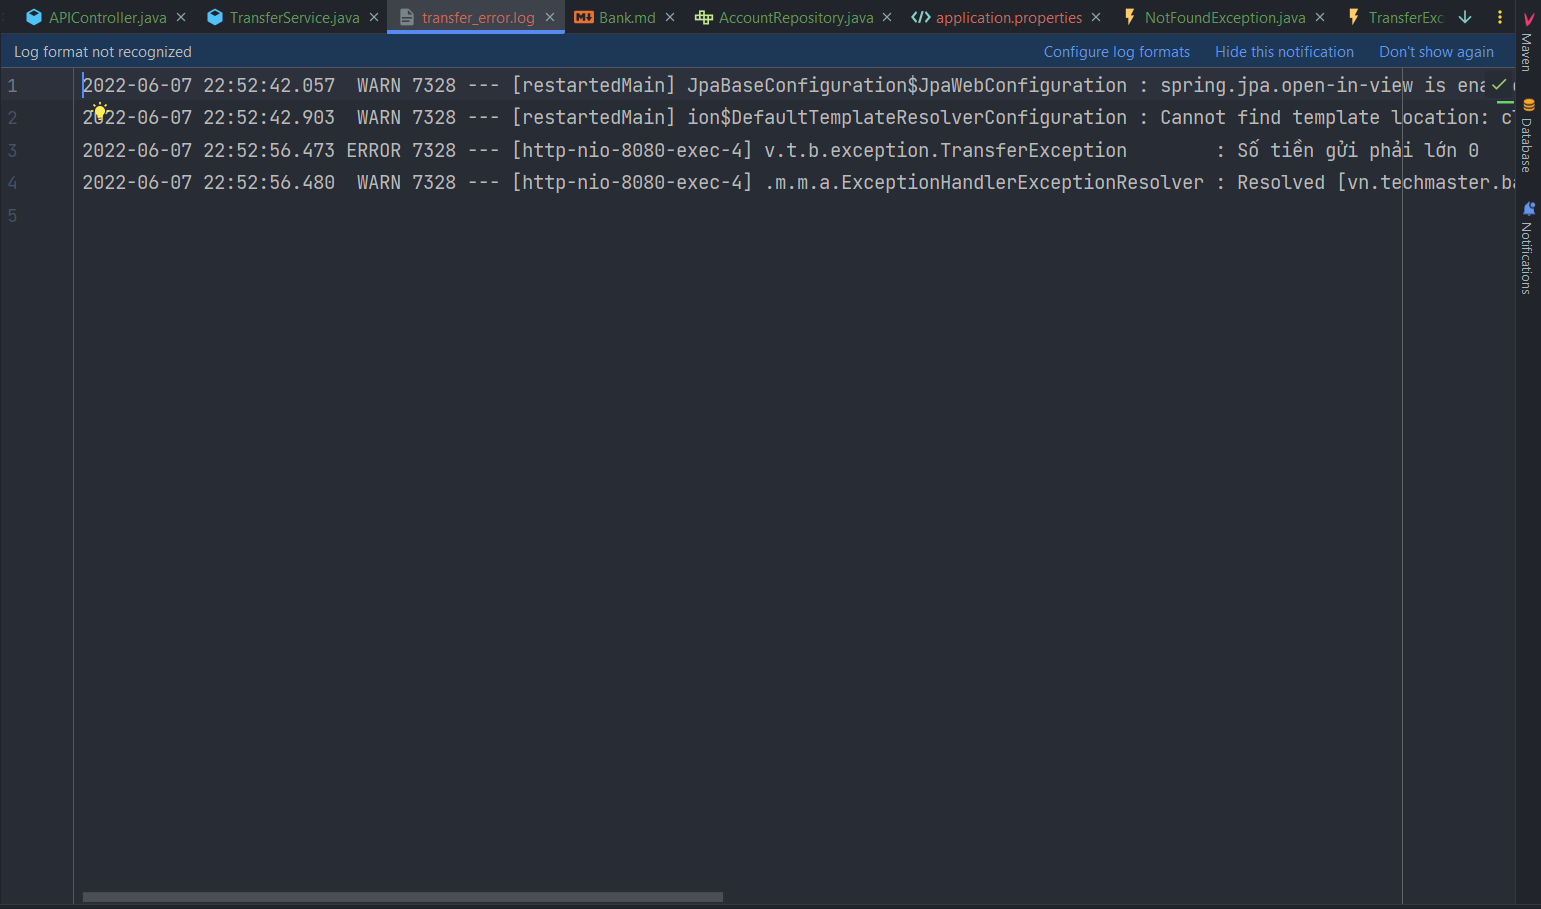 APIController.java TransferService.java transfer_error.log Bank.md AccountRepository.java application.properties NotFoundException.java TransferExc
Log format not recognized Configure log formats Hide this notification Don't show again
1 2022-06-07 22:52:42.057  WARN 7328 --- [restartedMain] JpaBaseConfiguration$JpaWebConfiguration : spring.jpa.open-in-view is ena
2 2022-06-07 22:52:42.903  WARN 7328 --- [restartedMain] ion$DefaultTemplateResolverConfiguration : Cannot find template location: c
3 2022-06-07 22:52:56.473 ERROR 7328 --- [http-nio-8080-exec-4] v.t.b.exception.TransferException        : Số tiền gửi phải lớn 0
4 2022-06-07 22:52:56.480  WARN 7328 --- [http-nio-8080-exec-4] .m.m.a.ExceptionHandlerExceptionResolver : Resolved [vn.techmaster.ba
5
Maven
Database
Notifications